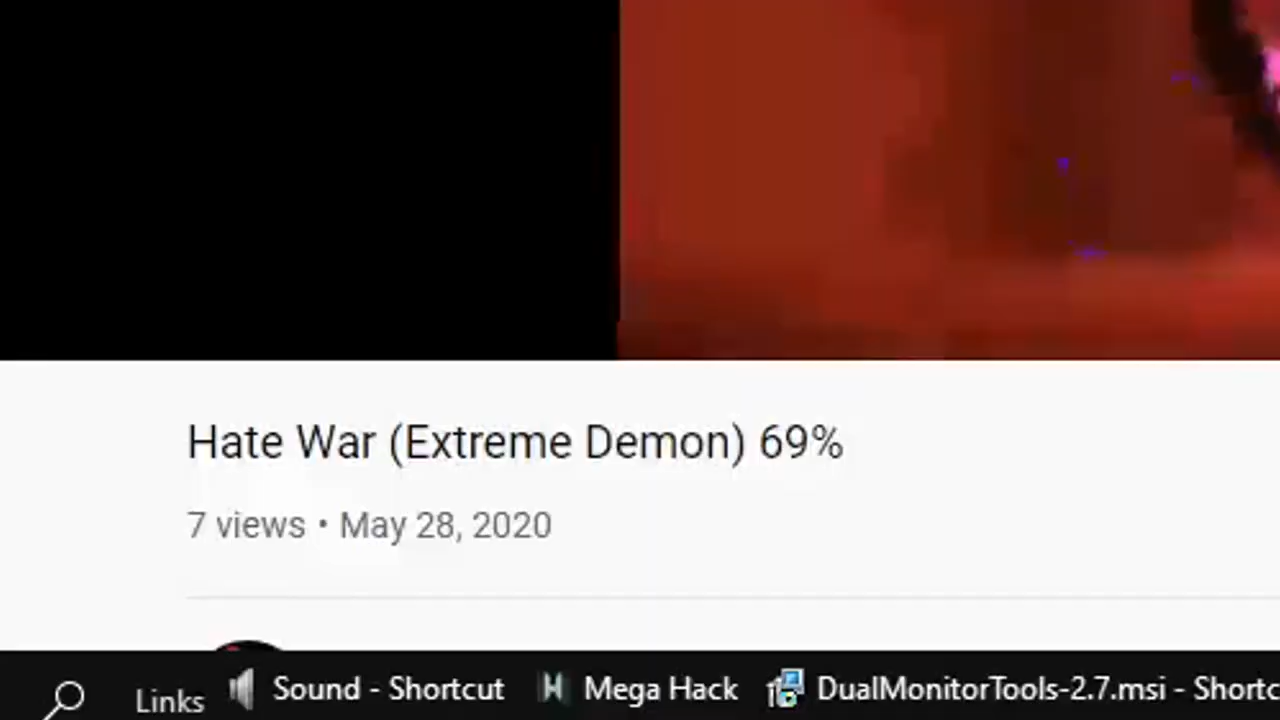 Hate War (Extreme Demon) 69%
7 views • May 28, 2020
Links Sound - Shortcut Mega Hack DualMonitorTools-2.7.msi - Shortc